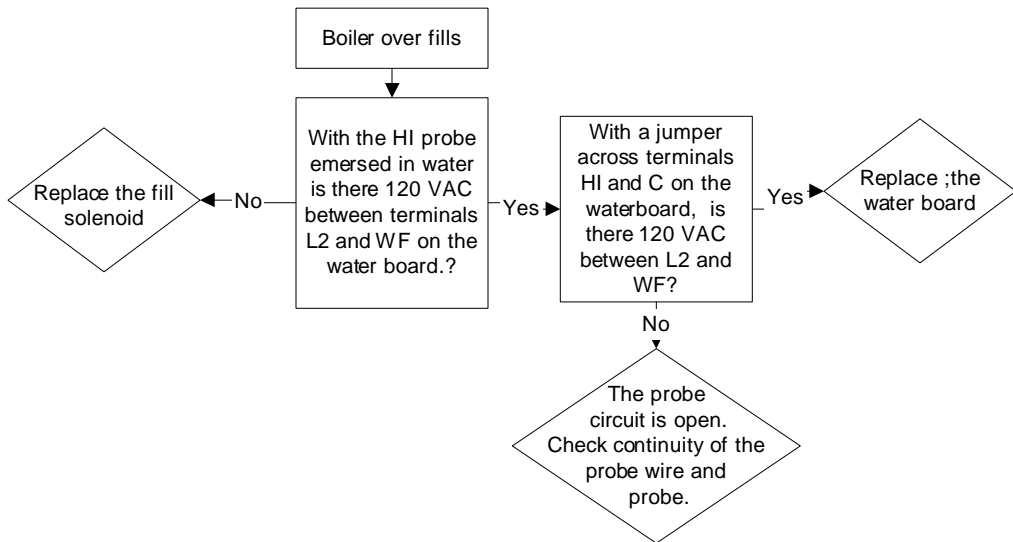 Boiler over fills
With the HI probe
emersed in water
is there 120 VAC
between terminals
L2 and WF on the
water board.?
No
Replace the fill
solenoid
Yes
With a jumper
across terminals
HI and C on the
waterboard, is
there 120 VAC
between L2 and
WF?
Yes
Replace ;the
water board
No
The probe
circuit is open.
Check continuity of the
probe wire and
probe.